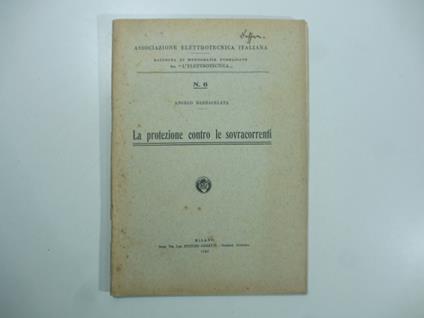 ASSOCIAZIONE ELETTROTECNICA ITALIANA
RACCOLTA DI MONOGRAFIE PUBBLICATE
DA "L'ELETTROTECNICA"
N. 6
ANGELO BARBAGELATA
La protezione contro le sovracorrenti
MILANO